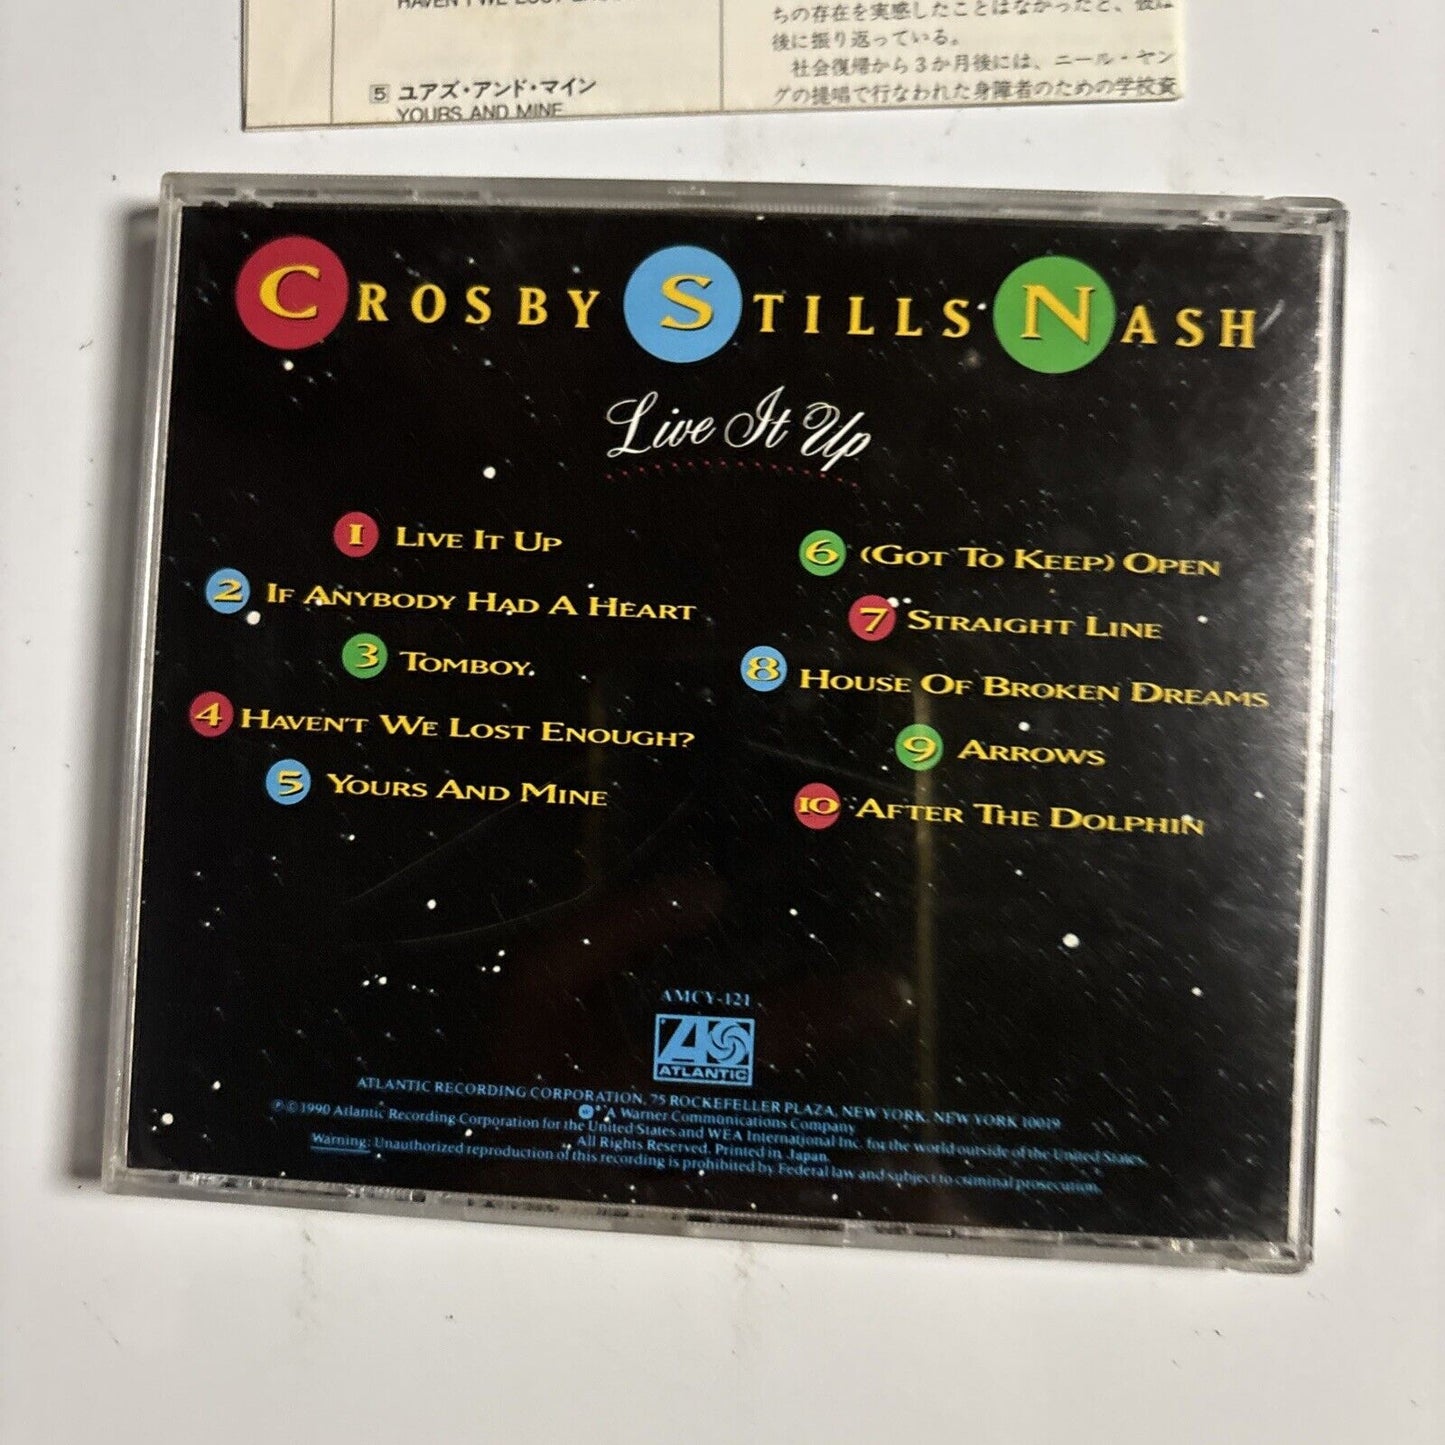 5 ユアズ・アンド・マイン
YOURS AND MINE
ちの存在を実感したことはなかったと、彼は
後に振り返っている。
社会復帰から3か月後には、ニール・ヤン
グの提唱で行なわれた身障者のための学校資
CROSBY STILLS NASH
Live It Up
1 LIVE IT UP
2 IF ANYBODY HAD A HEART
3 TOMBOY
4 HAVEN'T WE LOST ENOUGH?
5 YOURS AND MINE
6 (GOT TO KEEP) OPEN
7 STRAIGHT LINE
8 HOUSE OF BROKEN DREAMS
9 ARROWS
10 AFTER THE DOLPHIN
AMCY-121
ATLANTIC
ATLANTIC RECORDING CORPORATION, 75 ROCKEFELLER PLAZA, NEW YORK, NEW YORK 10019
A Warner Communications Company
℗©1990 Atlantic Recording Corporation for the United States and WEA International Inc. for the world outside of the United States.
All Rights Reserved. Printed in Japan.
Warning: Unauthorized reproduction of this recording is prohibited by Federal law and subject to criminal prosecution.